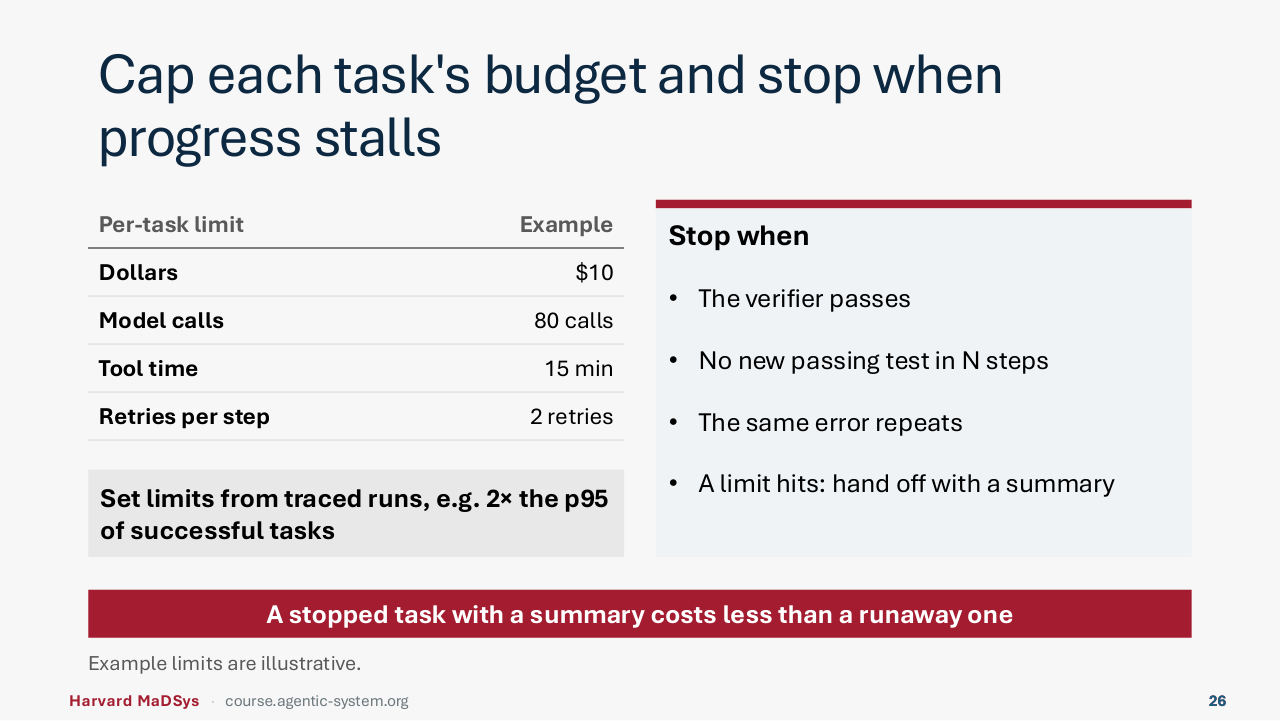 Cap each task's budget and stop when
progress stalls
Per-task limit Example
Dollars $10
Model calls 80 calls
Tool time 15 min
Retries per step 2 retries
Set limits from traced runs, e.g. 2× the p95
of successful tasks
Stop when
• The verifier passes
• No new passing test in N steps
• The same error repeats
• A limit hits: hand off with a summary
A stopped task with a summary costs less than a runaway one
Example limits are illustrative.
Harvard MaDSys · course.agentic-system.org 26